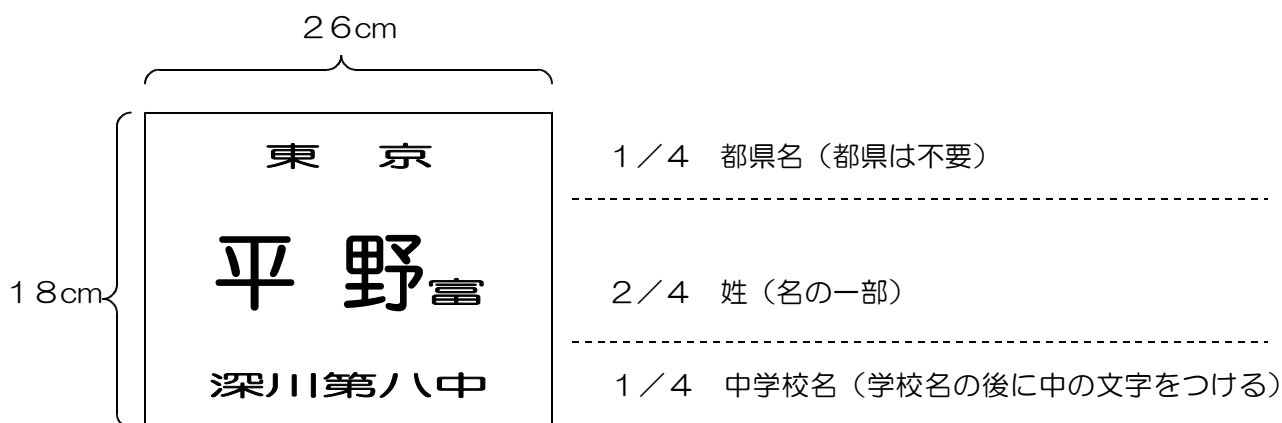 ２６cm
東　京
１／４　都県名（都県は不要）
平　野富
１８cm
２／４　姓（名の一部）
深川第八中
１／４　中学校名（学校名の後に中の文字をつける）